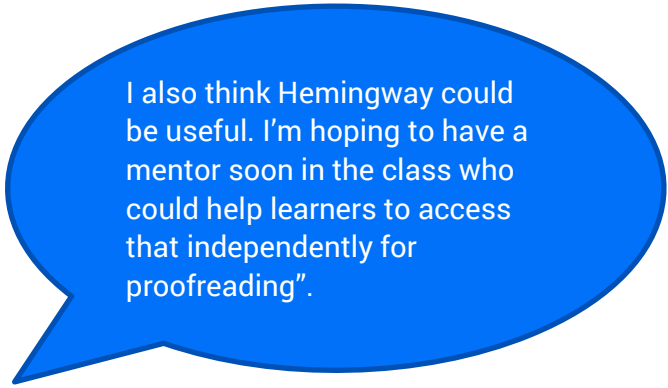 I also think Hemingway could
be useful. I’m hoping to have a
mentor soon in the class who
could help learners to access
that independently for
proofreading”.